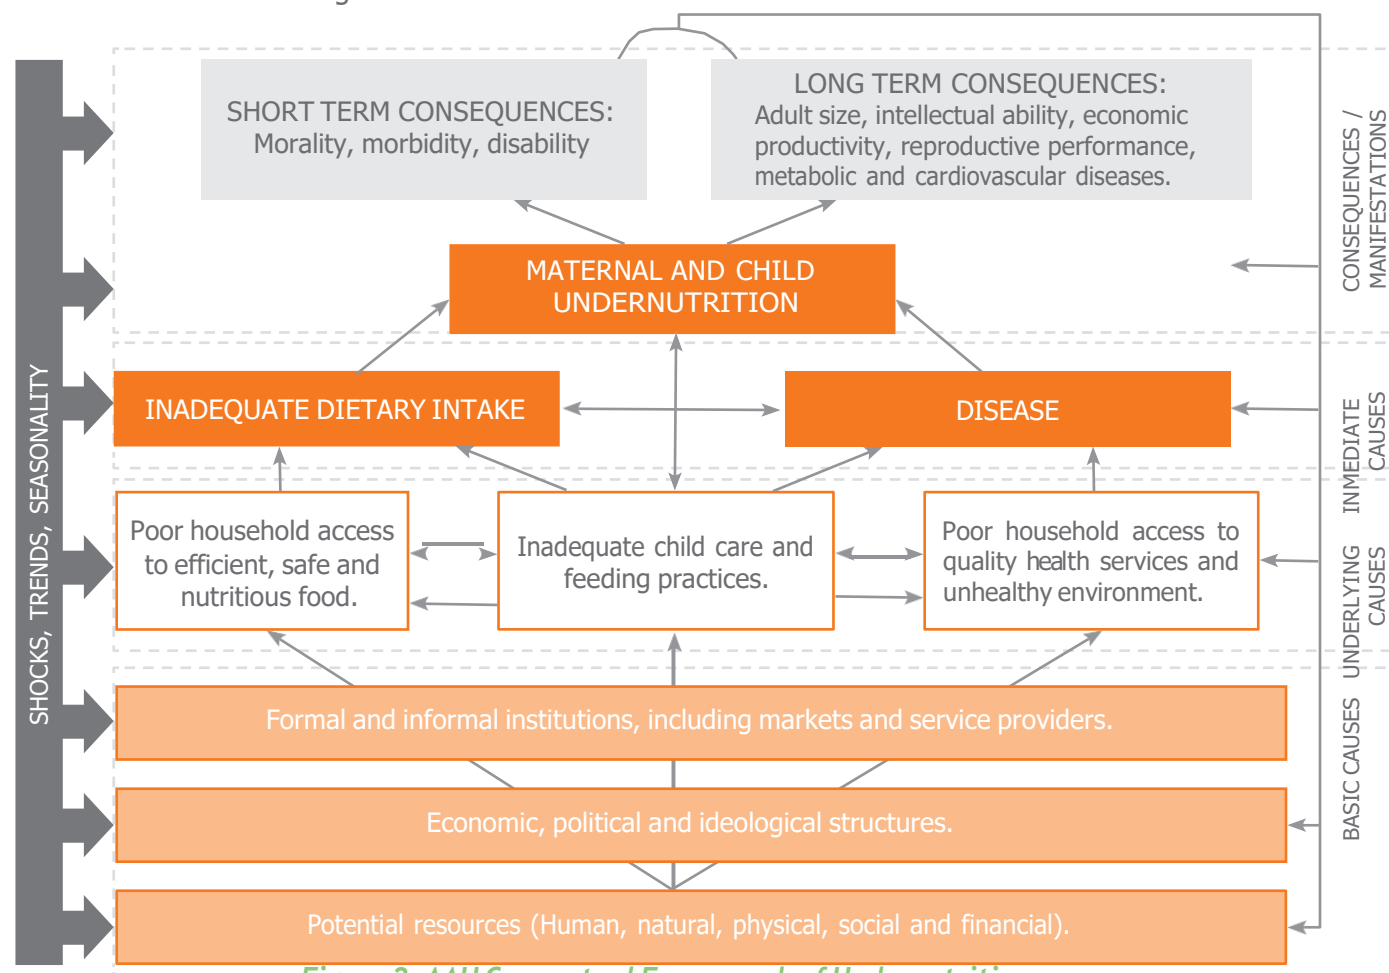 SHORT TERM CONSEQUENCES:
Morality, morbidity, disability
LONG TERM CONSEQUENCES:
Adult size, intellectual ability, economic
productivity, reproductive performance,
metabolic and cardiovascular diseases.
MATERNAL AND CHILD
UNDERNUTRITION
INADEQUATE DIETARY INTAKE
DISEASE
Poor household access
to efficient, safe and
nutritious food.
Inadequate child care and
feeding practices.
Poor household access to
quality health services and
unhealthy environment.
Formal and informal institutions, including markets and service providers.
Economic, political and ideological structures.
Potential resources (Human, natural, physical, social and financial).
SHOCKS, TRENDS, SEASONALITY
CONSEQUENCES /
MANIFESTATIONS
INMEDIATE
CAUSES
UNDERLYING
CAUSES
BASIC CAUSES